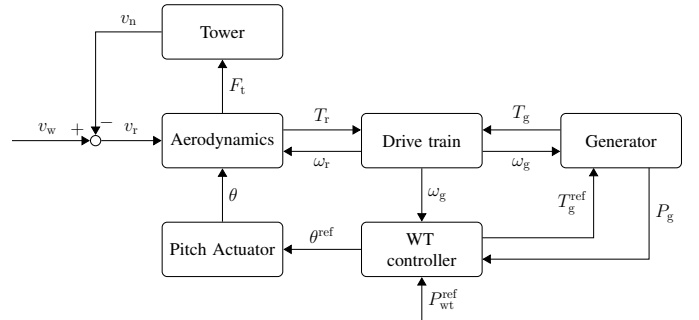 v_n
Tower
F_t
v_w + − v_r
Aerodynamics
T_r
ω_r
Drive train
T_g
ω_g
Generator
θ
ω_g
T_g^ref
P_g
Pitch Actuator
θ^ref
WT
controller
P_wt^ref